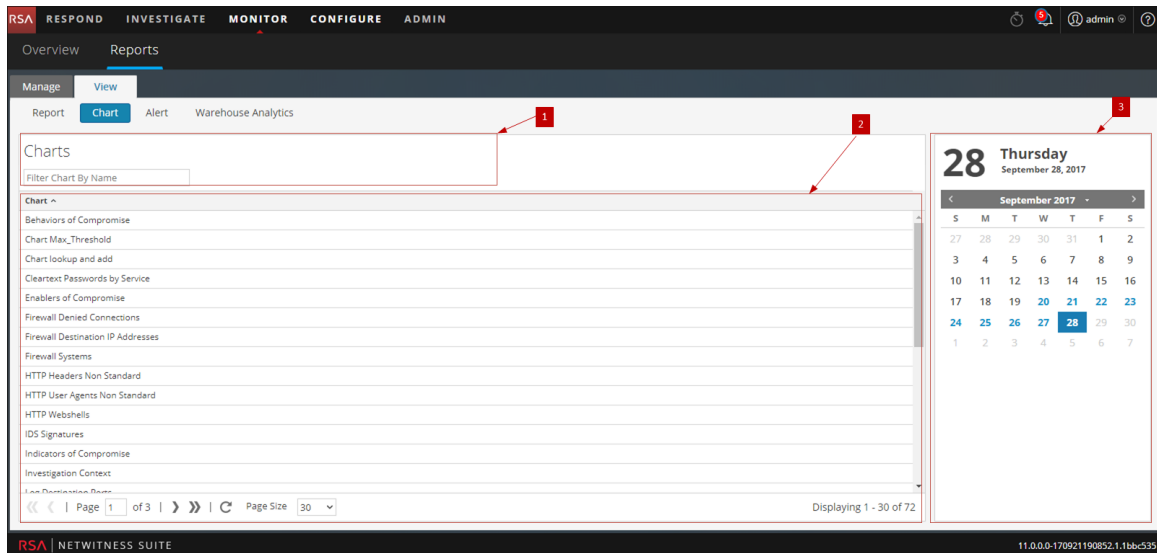 RSA RESPOND INVESTIGATE MONITOR CONFIGURE ADMIN 5 admin ?
Overview Reports
Manage View
Report Chart Alert Warehouse Analytics
1
2
3
Charts
Filter Chart By Name
Chart
Behaviors of Compromise
Chart Max_Threshold
Chart lookup and add
Cleartext Passwords by Service
Enablers of Compromise
Firewall Denied Connections
Firewall Destination IP Addresses
Firewall Systems
HTTP Headers Non Standard
HTTP User Agents Non Standard
HTTP Webshells
IDS Signatures
Indicators of Compromise
Investigation Context
Log Destination Ports
Page 1 of 3 Page Size 30 Displaying 1 - 30 of 72
28 Thursday
September 28, 2017
September 2017
S M T W T F S
27 28 29 30 31 1 2
3 4 5 6 7 8 9
10 11 12 13 14 15 16
17 18 19 20 21 22 23
24 25 26 27 28 29 30
1 2 3 4 5 6 7
RSA NETWITNESS SUITE 11.0.0.0-170921190852.1.1bbc535